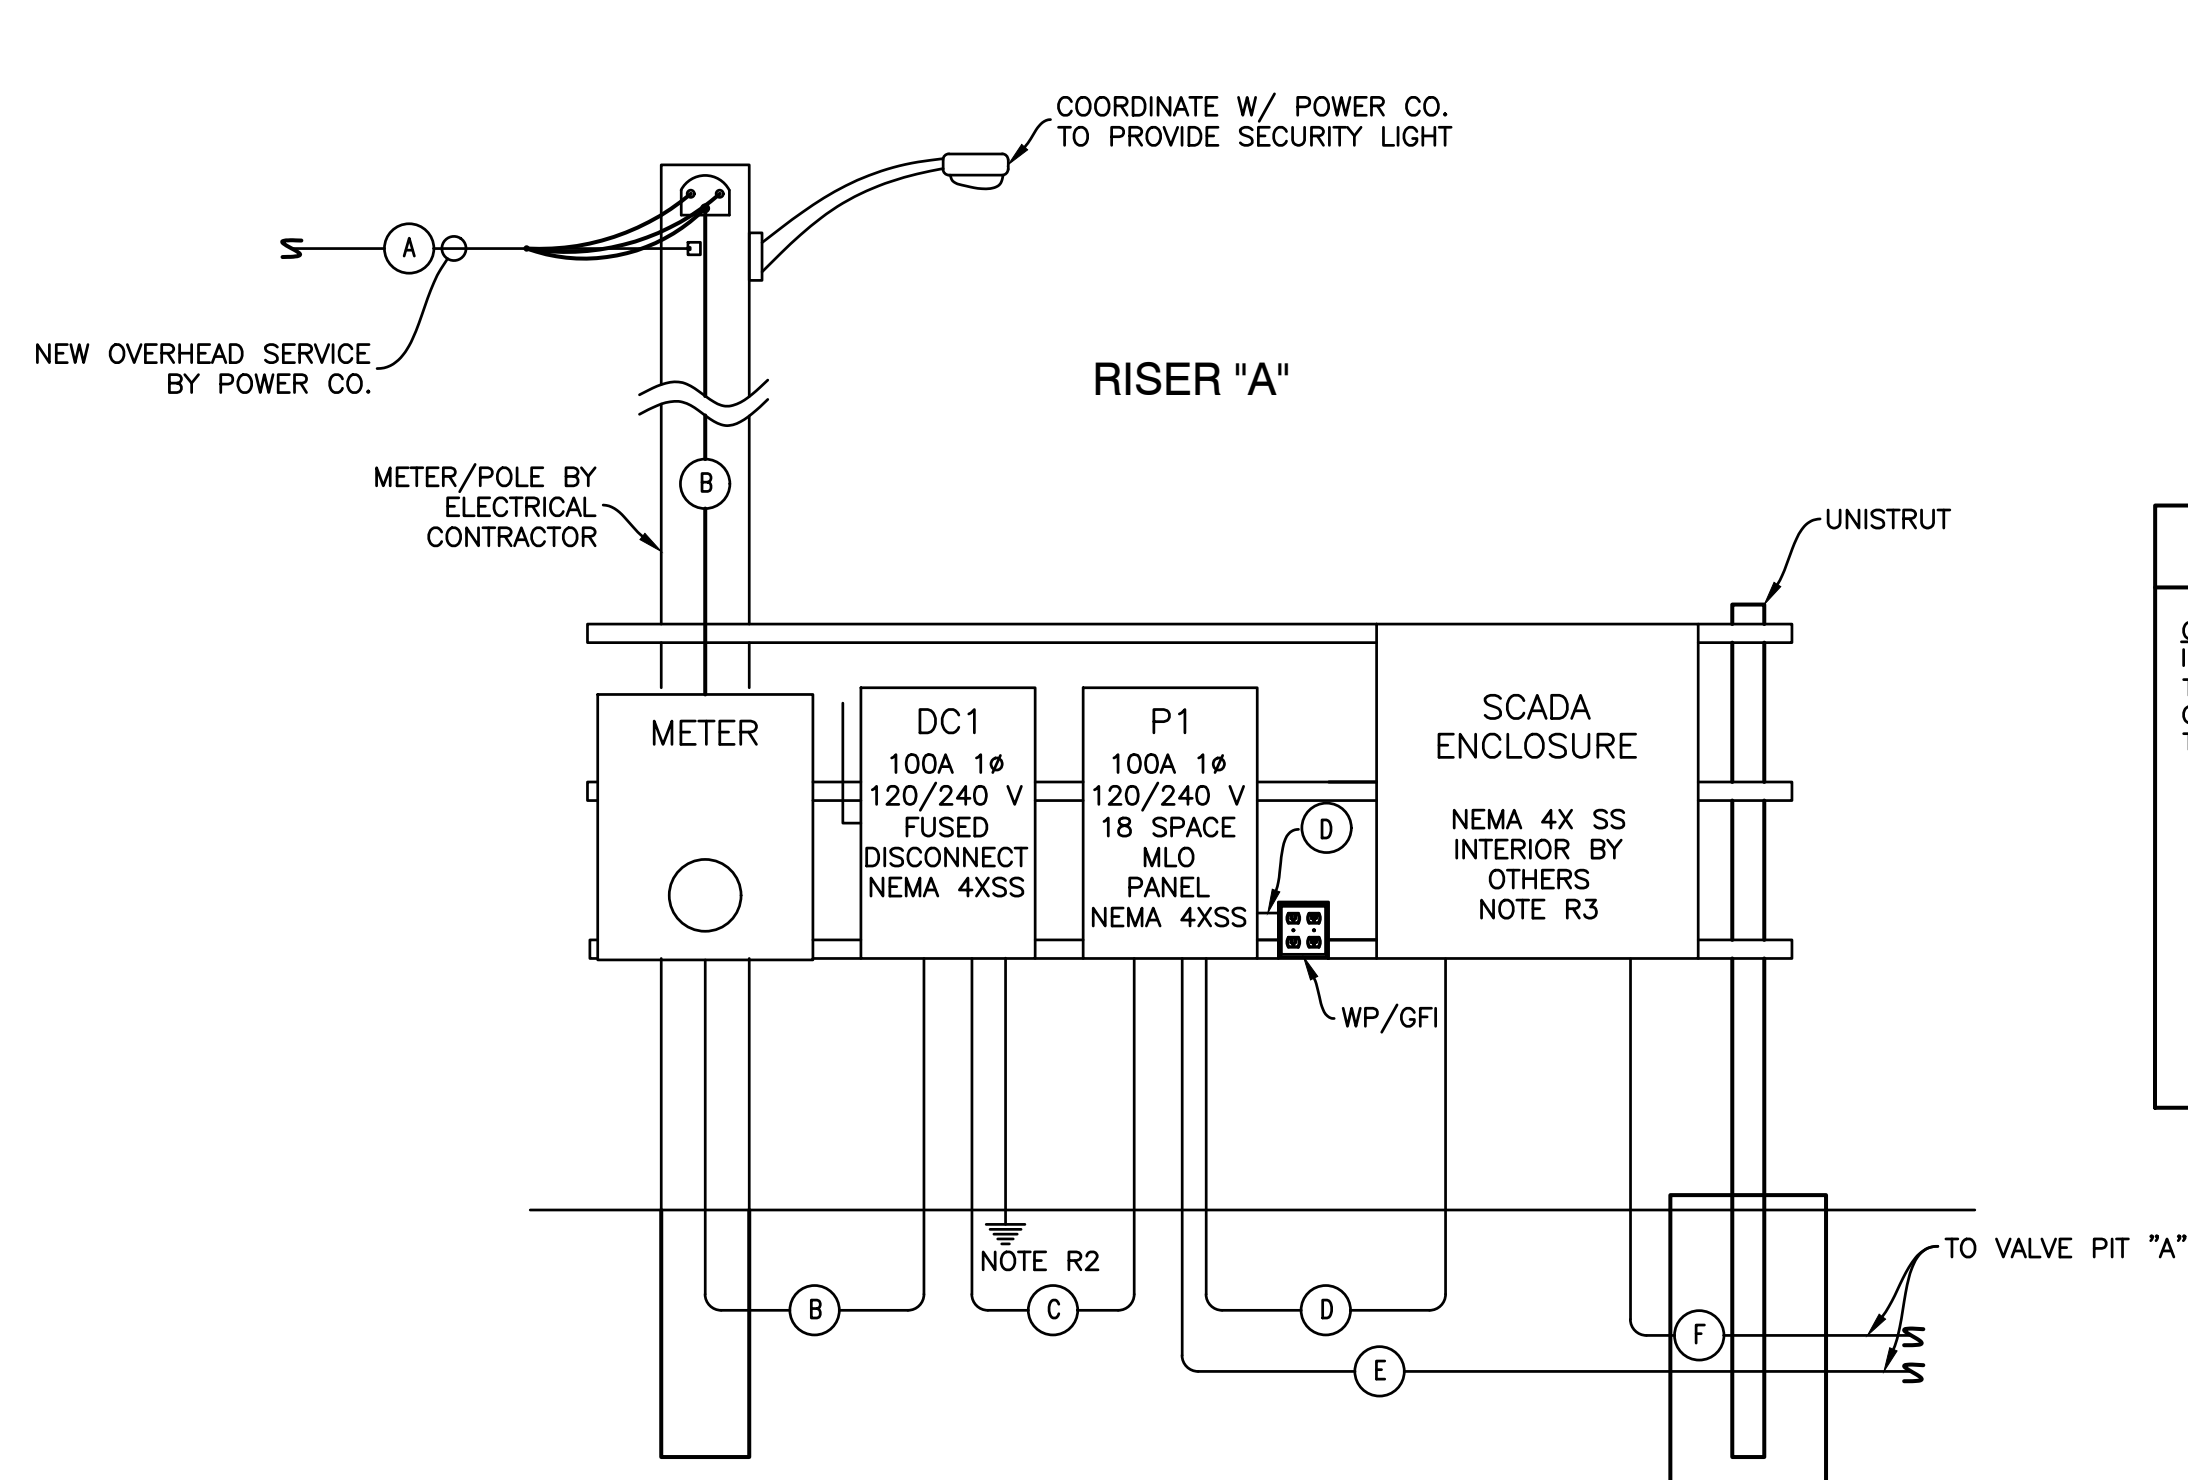 COORDINATE W/ POWER CO.
TO PROVIDE SECURITY LIGHT
A
NEW OVERHEAD SERVICE
BY POWER CO.
RISER "A"
METER/POLE BY
ELECTRICAL
CONTRACTOR
B
UNISTRUT
METER
DC1
100A 1ø
120/240 V
FUSED
DISCONNECT
NEMA 4XSS
P1
100A 1ø
120/240 V
18 SPACE
MLO
PANEL
NEMA 4XSS
D
SCADA
ENCLOSURE
NEMA 4X SS
INTERIOR BY
OTHERS
NOTE R3
WP/GFI
NOTE R2
TO VALVE PIT "A"
B
C
D
F
E